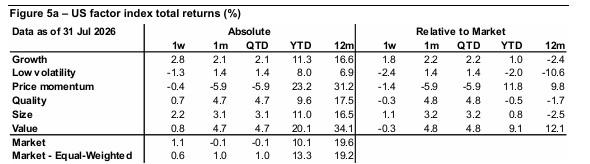 Figure 5a – US factor index total returns (%)
Data as of 31 Jul 2026 Absolute Relative to Market
1w 1m QTD YTD 12m 1w 1m QTD YTD 12m
Growth 2.8 2.1 2.1 11.3 16.6 1.8 2.2 2.2 1.0 -2.4
Low volatility -1.3 1.4 1.4 8.0 6.9 -2.4 1.4 1.4 -2.0 -10.6
Price momentum -0.4 -5.9 -5.9 23.2 31.2 -1.4 -5.9 -5.9 11.8 9.8
Quality 0.7 4.7 4.7 9.6 17.5 -0.3 4.8 4.8 -0.5 -1.7
Size 2.2 3.1 3.1 11.0 16.5 1.1 3.2 3.2 0.8 -2.5
Value 0.8 4.7 4.7 20.1 34.1 -0.3 4.8 4.8 9.1 12.1
Market 1.1 -0.1 -0.1 10.1 19.6
Market - Equal-Weighted 0.6 1.0 1.0 13.3 19.2